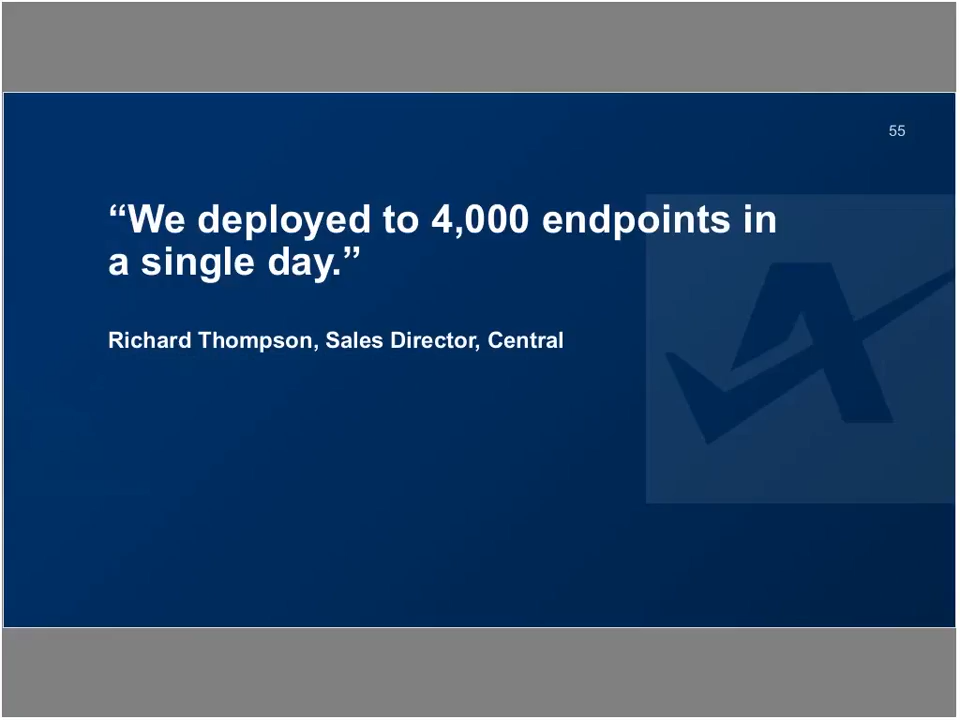 55
“We deployed to 4,000 endpoints in
a single day.”
Richard Thompson, Sales Director, Central